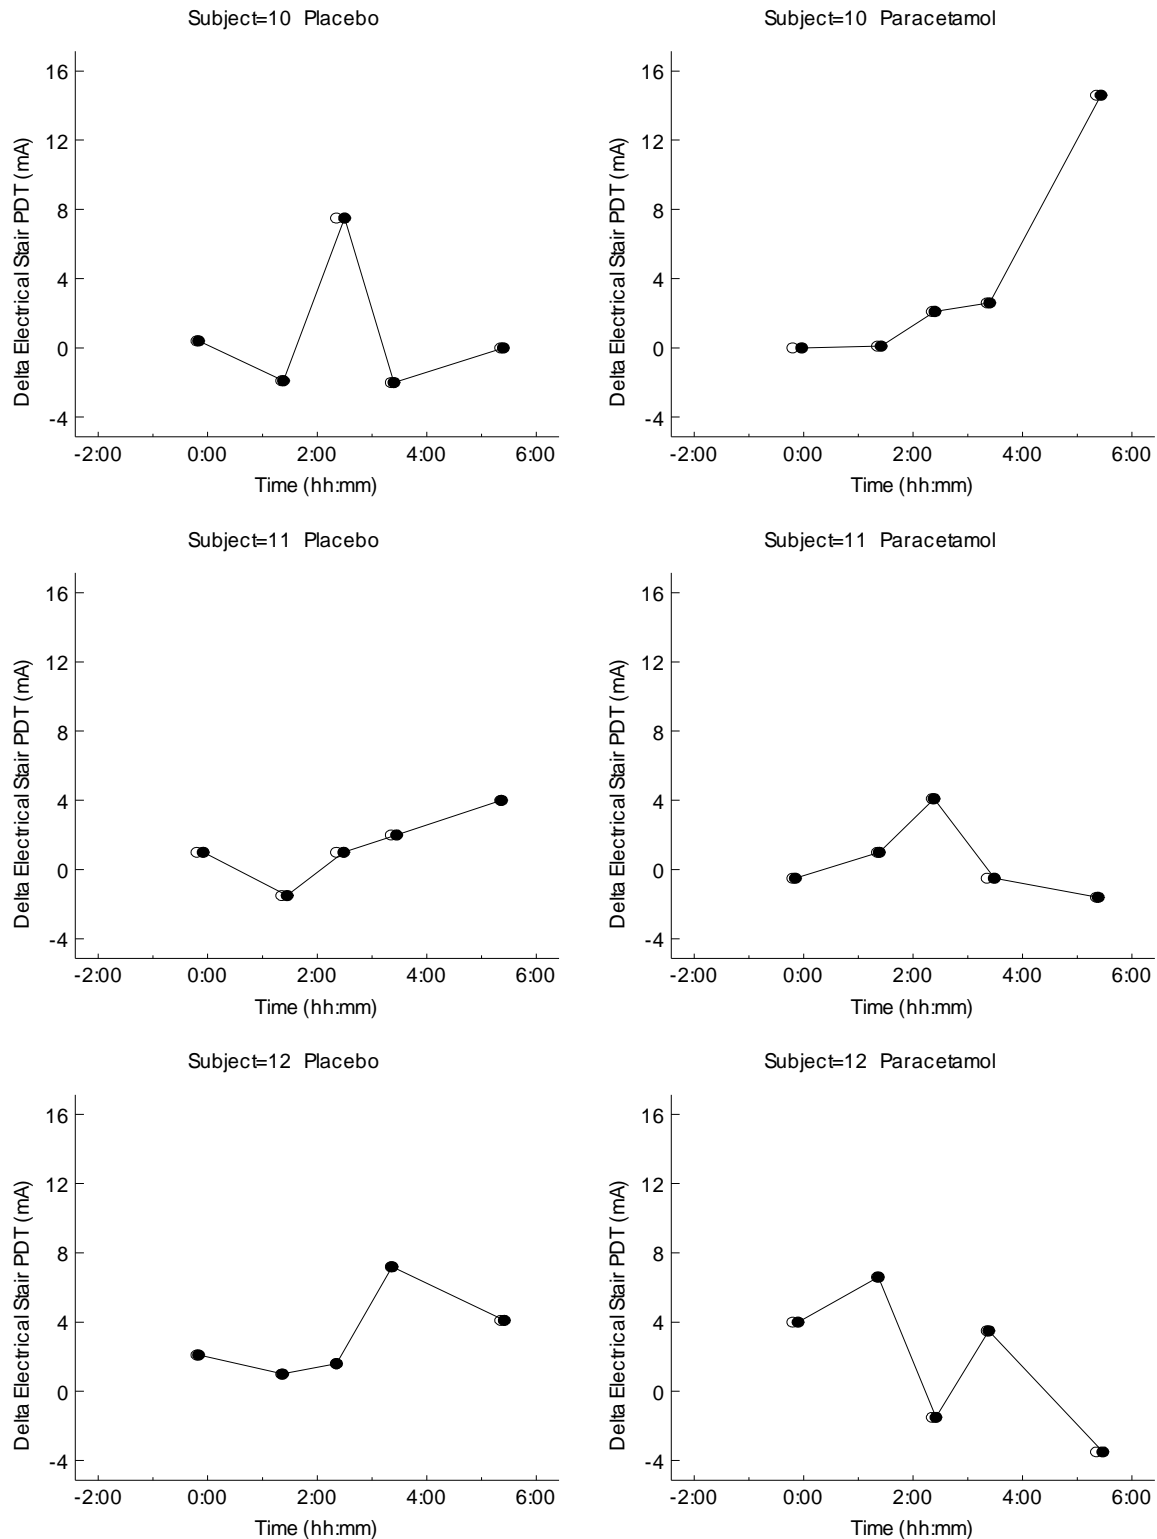 Subject=10 Placebo
Subject=10 Paracetamol
Delta Electrical Stair PDT (mA)
16
12
8
4
0
-4
-2:00 0:00 2:00 4:00 6:00
Time (hh:mm)
Delta Electrical Stair PDT (mA)
16
12
8
4
0
-4
-2:00 0:00 2:00 4:00 6:00
Time (hh:mm)
Subject=11 Placebo
Subject=11 Paracetamol
Delta Electrical Stair PDT (mA)
16
12
8
4
0
-4
-2:00 0:00 2:00 4:00 6:00
Time (hh:mm)
Delta Electrical Stair PDT (mA)
16
12
8
4
0
-4
-2:00 0:00 2:00 4:00 6:00
Time (hh:mm)
Subject=12 Placebo
Subject=12 Paracetamol
Delta Electrical Stair PDT (mA)
16
12
8
4
0
-4
-2:00 0:00 2:00 4:00 6:00
Time (hh:mm)
Delta Electrical Stair PDT (mA)
16
12
8
4
0
-4
-2:00 0:00 2:00 4:00 6:00
Time (hh:mm)